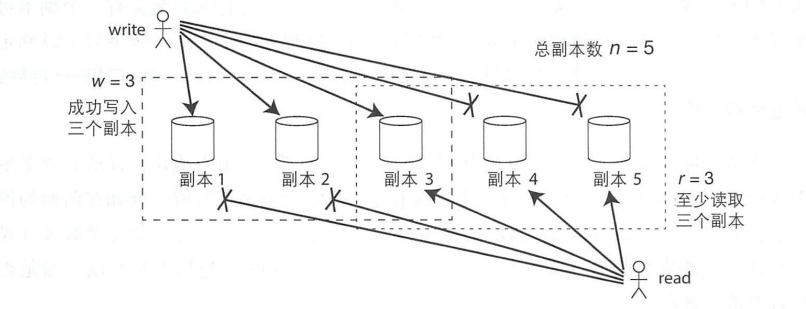 write
总副本数 n = 5
w = 3
成功写入
三个副本
副本 1
副本 2
副本 3
副本 4
副本 5
r = 3
至少读取
三个副本
read